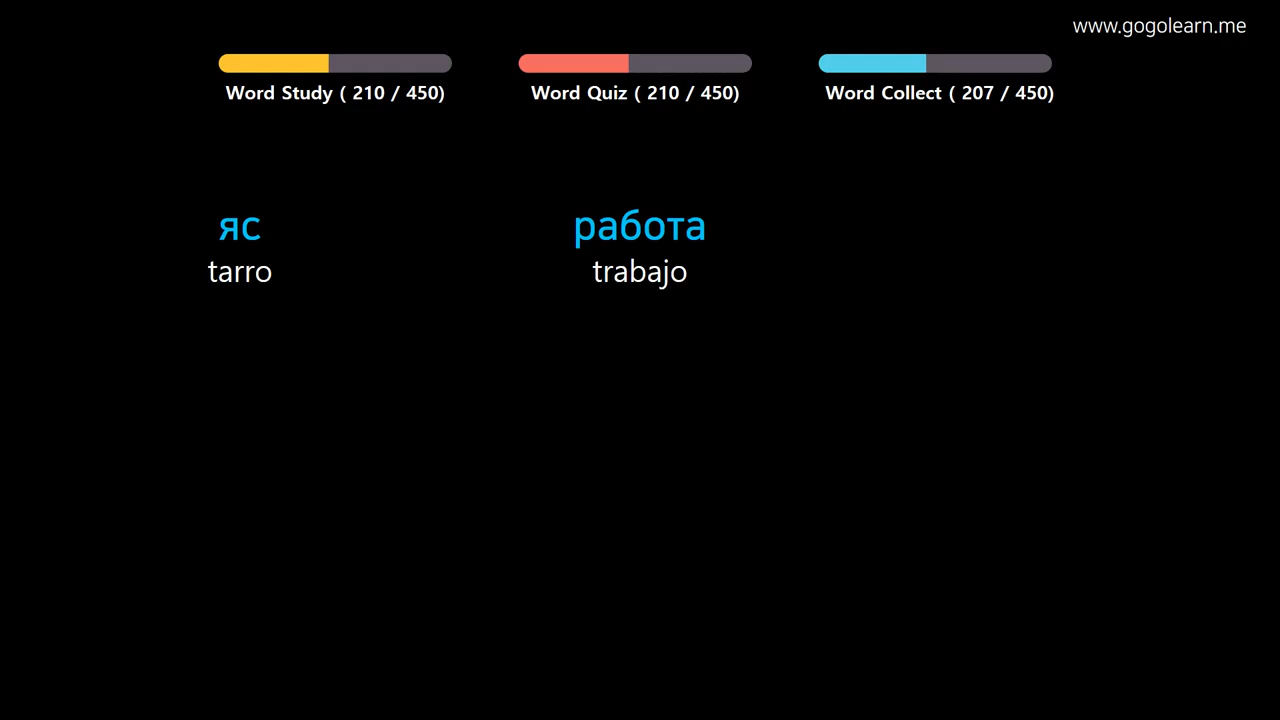 www.gogolearn.me
Word Study ( 210 / 450)
Word Quiz ( 210 / 450)
Word Collect ( 207 / 450)
яс
работа
tarro
trabajo